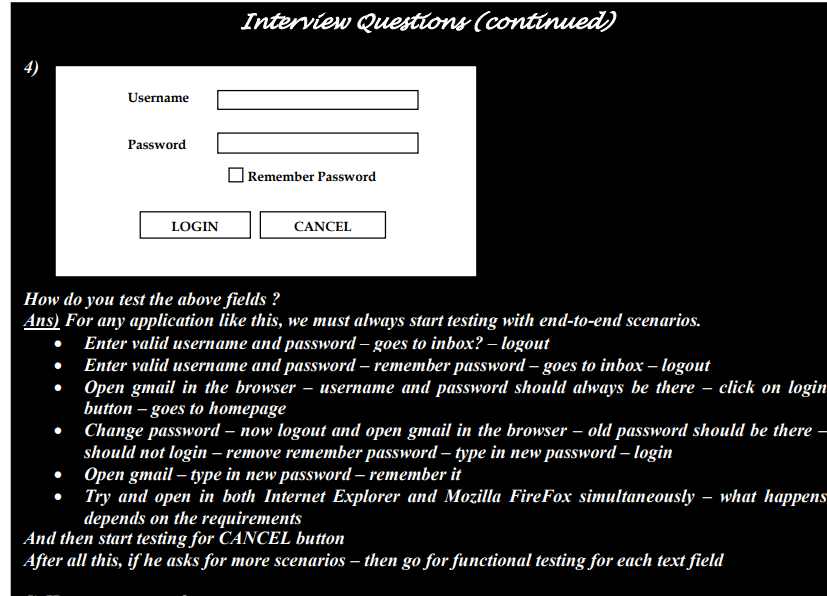 Interview Questions (continued)
4)
Username
Password
Remember Password
LOGIN CANCEL
How do you test the above fields ?
Ans) For any application like this, we must always start testing with end-to-end scenarios.
• Enter valid username and password – goes to inbox? – logout
• Enter valid username and password – remember password – goes to inbox – logout
• Open gmail in the browser – username and password should always be there – click on login
button – goes to homepage
• Change password – now logout and open gmail in the browser – old password should be there –
should not login – remove remember password – type in new password – login
• Open gmail – type in new password – remember it
• Try and open in both Internet Explorer and Mozilla FireFox simultaneously – what happens
depends on the requirements
And then start testing for CANCEL button
After all this, if he asks for more scenarios – then go for functional testing for each text field